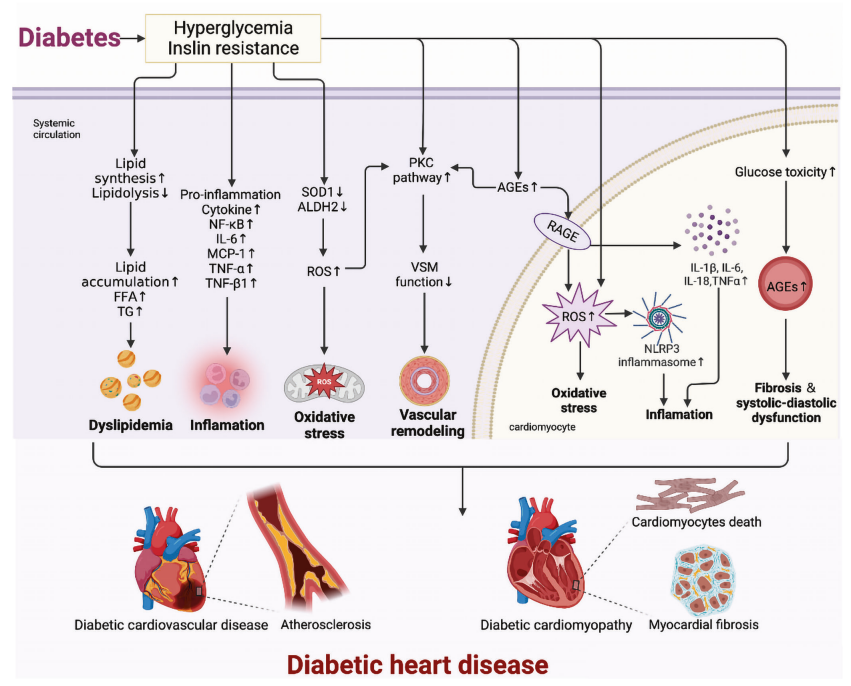 Diabetes
Hyperglycemia
Inslin resistance
Systemic
circulation
Lipid
synthesis↑
Lipidolysis↓
Lipid
accumulation↑
FFA↑
TG↑
Dyslipidemia
Pro-inflammation
Cytokine↑
NF-κB↑
IL-6↑
MCP-1↑
TNF-α↑
TNF-β1↑
Inflamation
SOD1↓
ALDH2↓
ROS↑
ROS
Oxidative
stress
PKC
pathway↑
VSM
function↓
Vascular
remodeling
AGEs↑
RAGE
ROS↑
Oxidative
stress
cardiomyocyte
NLRP3
inflammasome↑
IL-1β, IL-6,
IL-18,TNFα↑
Inflamation
Glucose toxicity↑
AGEs↑
Fibrosis &
systolic-diastolic
dysfunction
Diabetic cardiovascular disease
Atherosclerosis
Diabetic cardiomyopathy
Cardiomyocytes death
Myocardial fibrosis
Diabetic heart disease